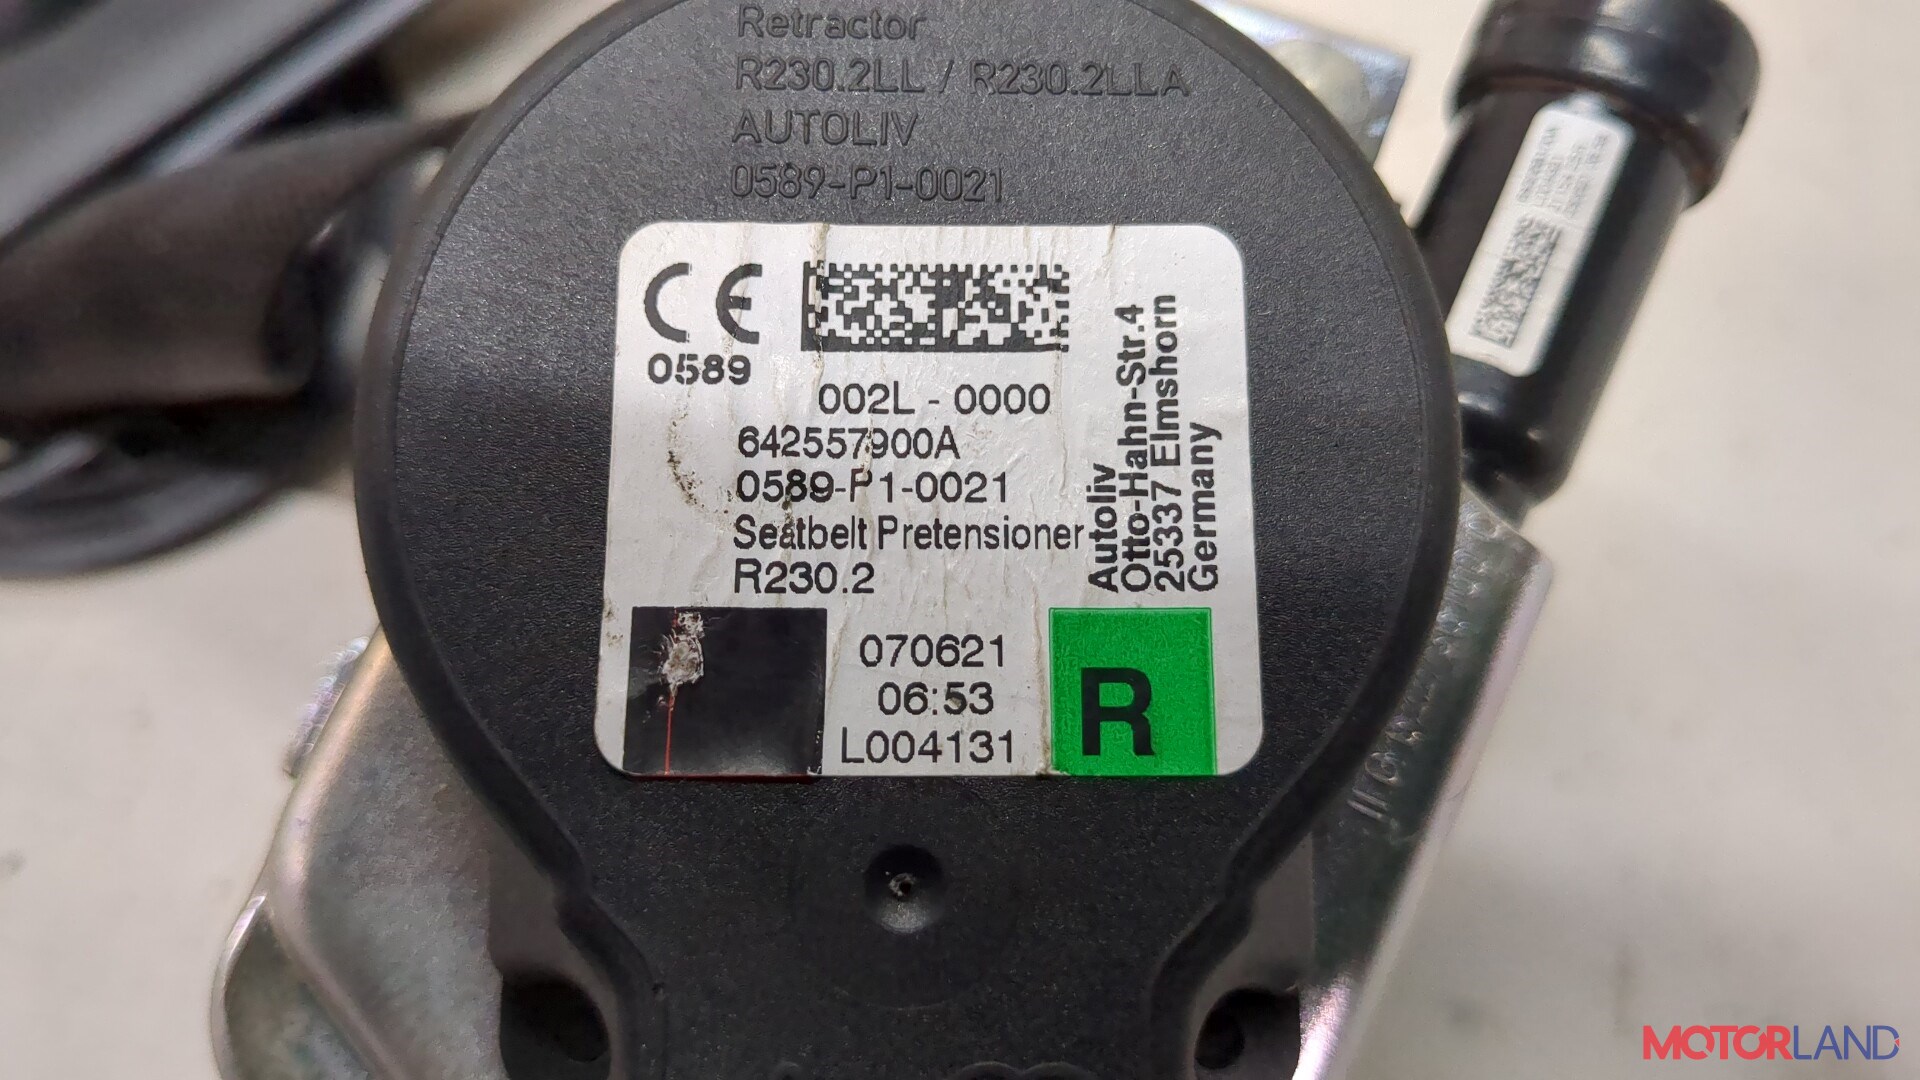 Retractor
R230.2LL / R230.2LLA
AUTOLIV
0589-P1-0021
CE
0589
002L - 0000
642557900A
0589-P1-0021
Seatbelt Pretensioner
R230.2
Autoliv
Otto-Hahn-Str.4
25337 Elmshorn
Germany
070621
06:53
L004131
R
MOTORLAND